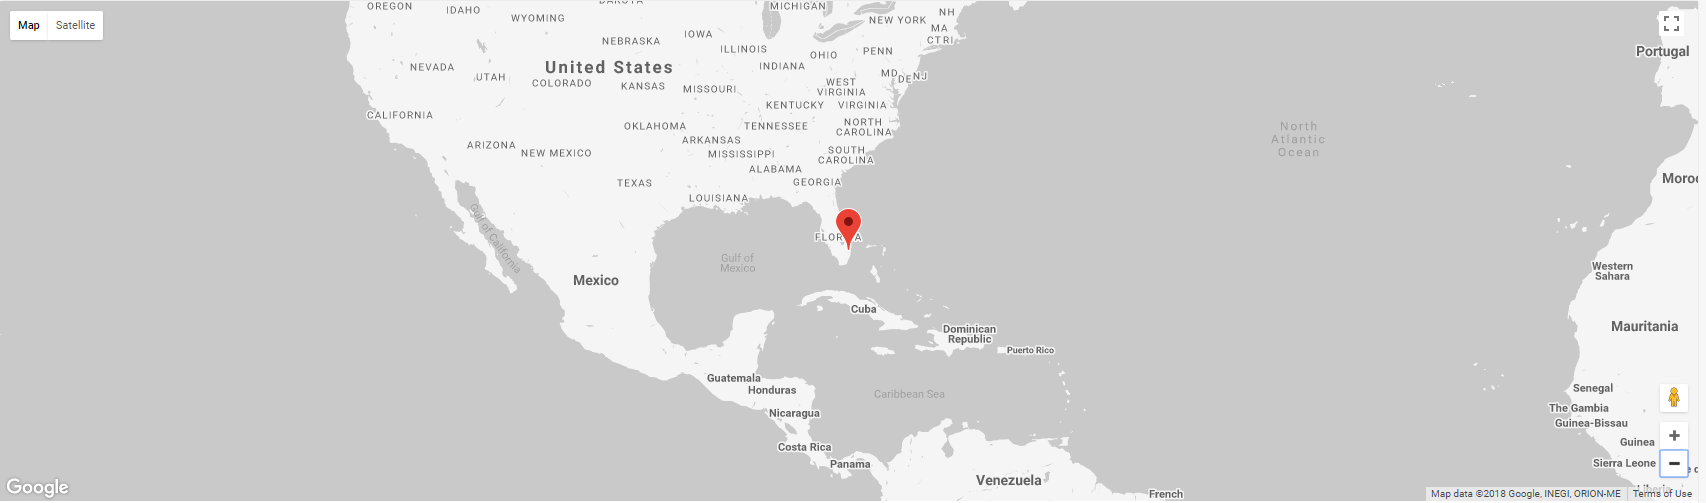 Map
Satellite
OREGON
IDAHO
WYOMING
DAKOTA
MICHIGAN
NEW YORK
NH
MA
CTRI
NEBRASKA
IOWA
ILLINOIS
OHIO
PENN
INDIANA
NEVADA
UTAH
United States
COLORADO
KANSAS
MISSOURI
WEST
VIRGINIA
MD
DE
NJ
KENTUCKY
VIRGINIA
CALIFORNIA
OKLAHOMA
TENNESSEE
NORTH
CAROLINA
ARIZONA
NEW MEXICO
ARKANSAS
MISSISSIPPI
SOUTH
CAROLINA
ALABAMA
TEXAS
GEORGIA
LOUISIANA
Gulf of California
Gulf of
Mexico
Mexico
Cuba
Dominican
Republic
Puerto Rico
Guatemala
Honduras
Caribbean Sea
Nicaragua
Costa Rica
Panama
Venezuela
French
North
Atlantic
Ocean
Portugal
Moroc
Western
Sahara
Mauritania
Senegal
The Gambia
Guinea-Bissau
Guinea
Sierra Leone
Liberia
Google
Map data ©2018 Google, INEGI, ORION-ME
Terms of Use